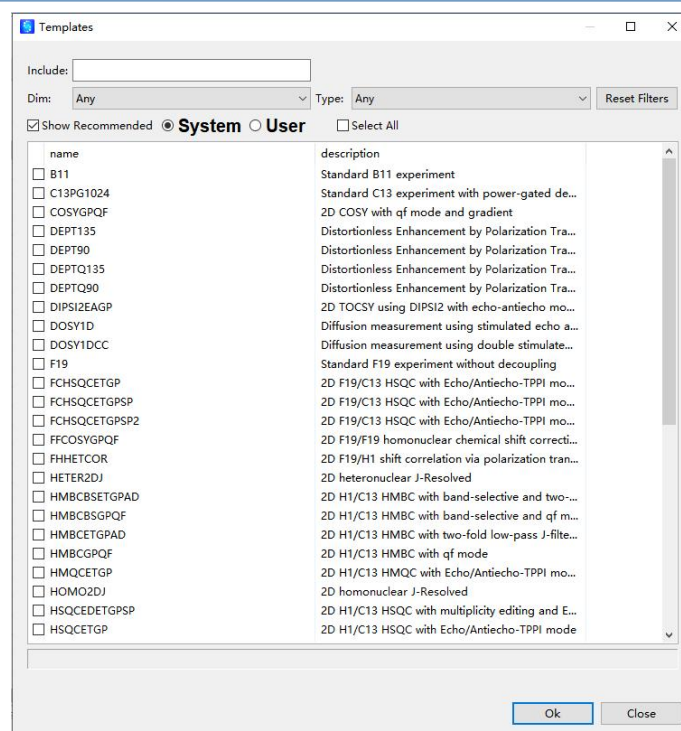 Templates
Include:
Dim: Any Type: Any Reset Filters
Show Recommended System User Select All
name description
B11 Standard B11 experiment
C13PG1024 Standard C13 experiment with power-gated de...
COSYGPQF 2D COSY with qf mode and gradient
DEPT135 Distortionless Enhancement by Polarization Tra...
DEPT90 Distortionless Enhancement by Polarization Tra...
DEPTQ135 Distortionless Enhancement by Polarization Tra...
DEPTQ90 Distortionless Enhancement by Polarization Tra...
DIPSI2EAGP 2D TOCSY using DIPSI2 with echo-antiecho mo...
DOSY1D Diffusion measurement using stimulated echo a...
DOSY1DCC Diffusion measurement using double stimulate...
F19 Standard F19 experiment without decoupling
FCHSQCETGP 2D F19/C13 HSQC with Echo/Antiecho-TPPI mo...
FCHSQCETGPSP 2D F19/C13 HSQC with Echo/Antiecho-TPPI mo...
FCHSQCETGPSP2 2D F19/C13 HSQC with Echo/Antiecho-TPPI mo...
FFCOSYGPQF 2D F19/F19 homonuclear chemical shift correcti...
FHHETCOR 2D F19/H1 shift correlation via polarization tran...
HETER2DJ 2D heteronuclear J-Resolved
HMBCBSETGPAD 2D H1/C13 HMBC with band-selective and two-...
HMBCBSGPQF 2D H1/C13 HMBC with band-selective and qf m...
HMBCETGPAD 2D H1/C13 HMBC with two-fold low-pass J-filte...
HMBCGPQF 2D H1/C13 HMBC with qf mode
HMQCETGP 2D H1/C13 HMQC with Echo/Antiecho-TPPI mo...
HOMO2DJ 2D homonuclear J-Resolved
HSQCEDETGPSP 2D H1/C13 HSQC with multiplicity editing and E...
HSQCETGP 2D H1/C13 HSQC with Echo/Antiecho-TPPI mode
Ok Close